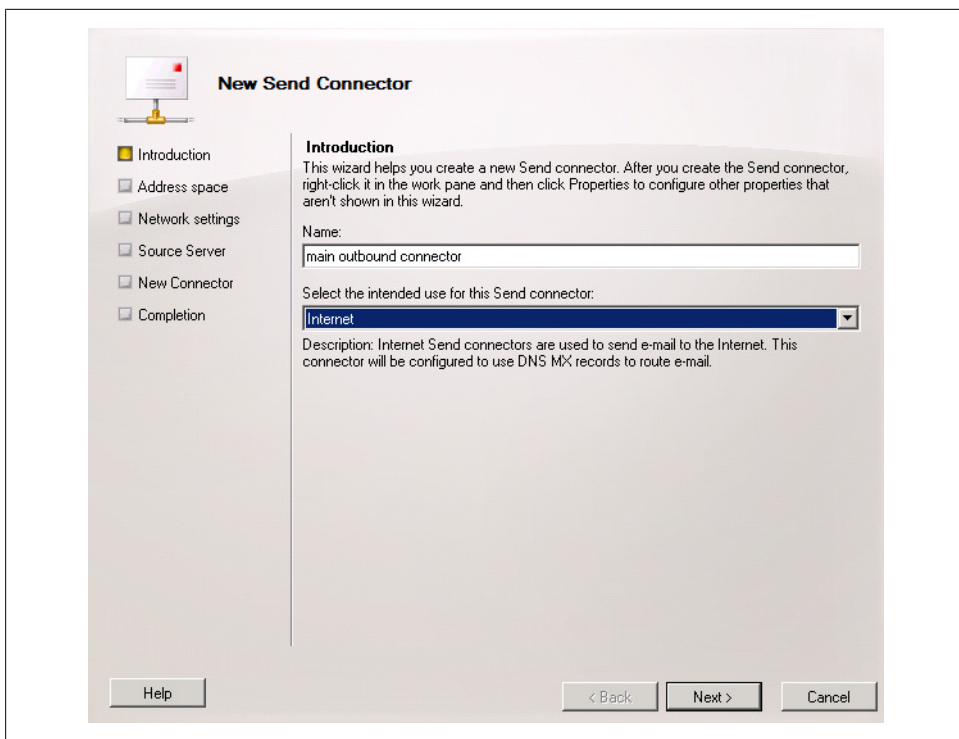 New Send Connector
Introduction
Address space
Network settings
Source Server
New Connector
Completion
Introduction
This wizard helps you create a new Send connector. After you create the Send connector,
right-click it in the work pane and then click Properties to configure other properties that
aren't shown in this wizard.
Name:
main outbound connector
Select the intended use for this Send connector:
Internet
Description: Internet Send connectors are used to send e-mail to the Internet. This
connector will be configured to use DNS MX records to route e-mail.
Help
< Back
Next >
Cancel